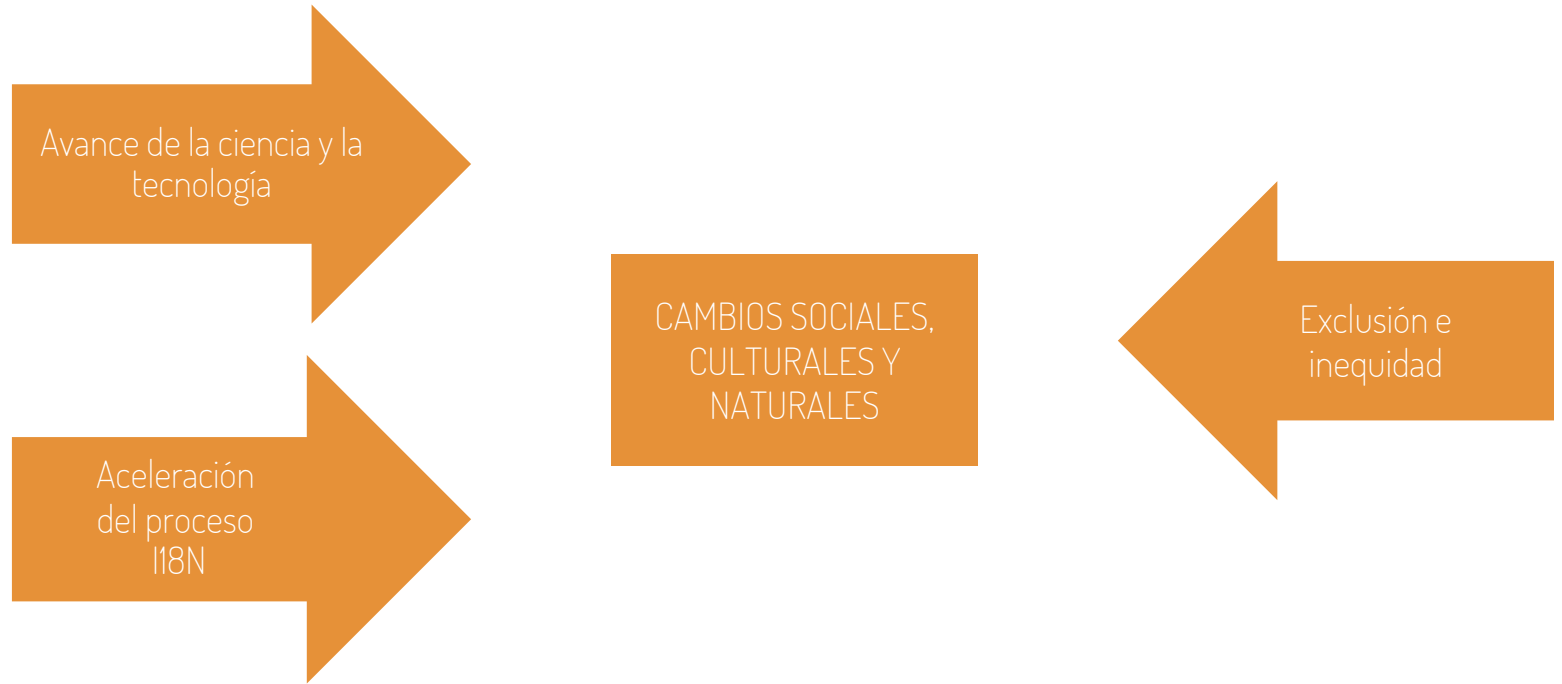 Avance de la ciencia y la
tecnología
Aceleración
del proceso
I18N
CAMBIOS SOCIALES,
CULTURALES Y
NATURALES
Exclusión e
inequidad